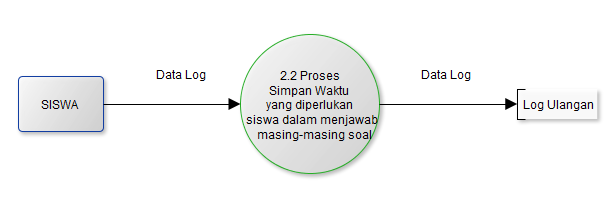 Data Log
Data Log
SISWA
2.2 Proses
Simpan Waktu
yang diperlukan
siswa dalam menjawab
masing-masing soal
Log Ulangan